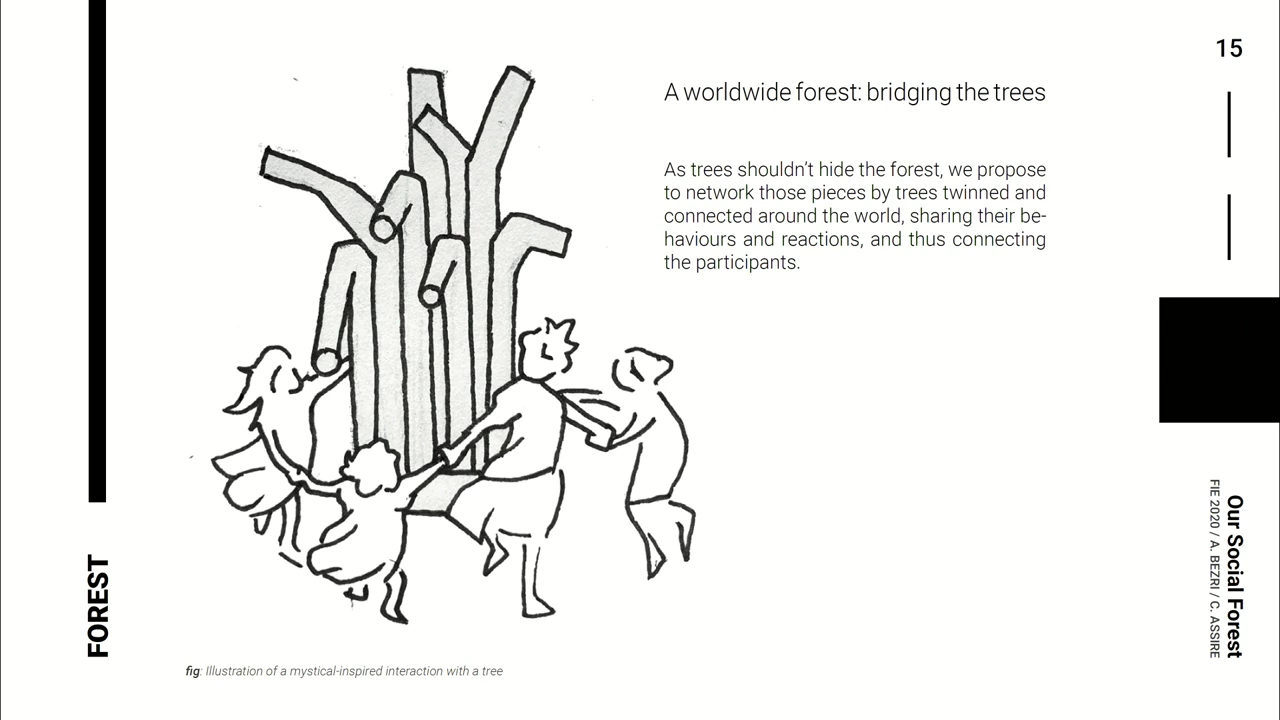 15
A worldwide forest: bridging the trees
As trees shouldn’t hide the forest, we propose
to network those pieces by trees twinned and
connected around the world, sharing their be-
haviours and reactions, and thus connecting
the participants.
FOREST
fig: Illustration of a mystical-inspired interaction with a tree
Our Social Forest
FIE 2020 / A. BEZRI / C. ASSIRE